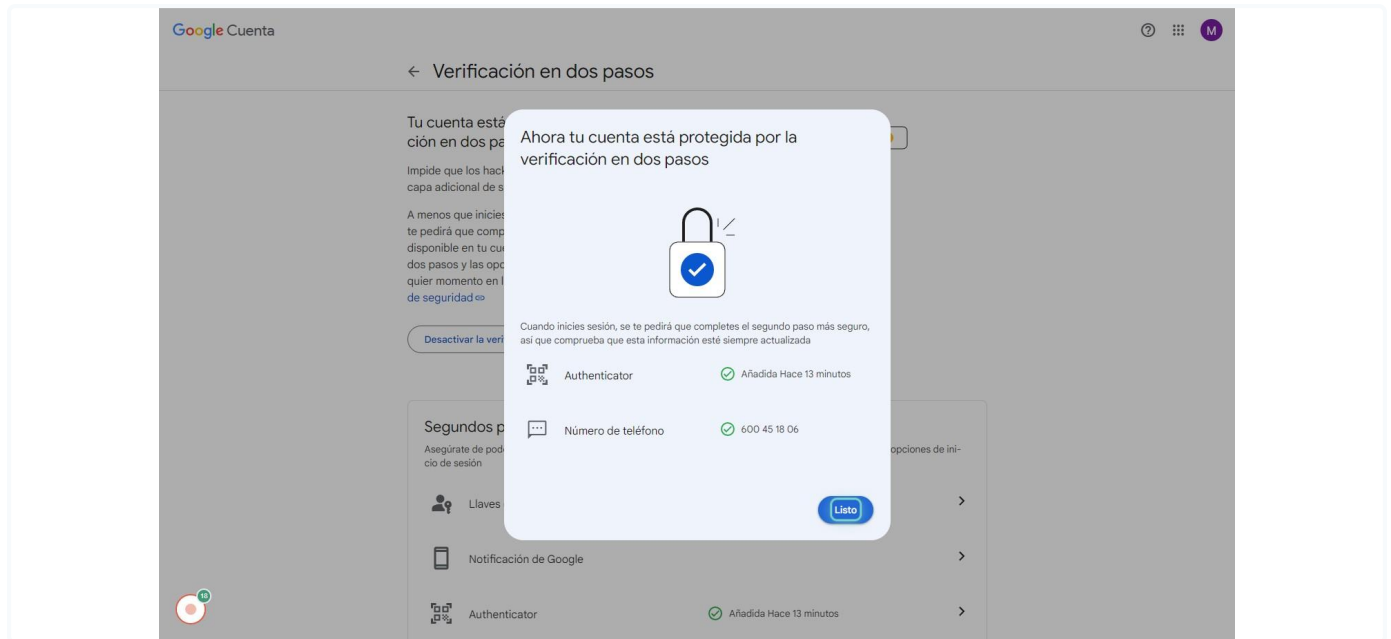 Google Cuenta
M
Verificación en dos pasos
Tu cuenta está
ción en dos pa
Impide que los hack
capa adicional de s
A menos que inicies
te pedirá que comp
disponible en tu cue
dos pasos y las opc
quier momento en l
de seguridad
Desactivar la veri
Ahora tu cuenta está protegida por la
verificación en dos pasos
Cuando inicies sesión, se te pedirá que completes el segundo paso más seguro,
así que comprueba que esta información esté siempre actualizada
Authenticator Añadida Hace 13 minutos
Número de teléfono 600 45 18 06
Listo
Segundos p
Asegúrate de pod opciones de ini-
cio de sesión
Llaves
Notificación de Google
Authenticator Añadida Hace 13 minutos
18